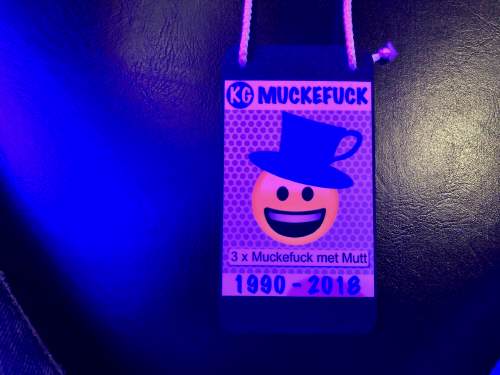 KG MUCKEFUCK
3 x Muckefuck met Mutt
1990 - 2018